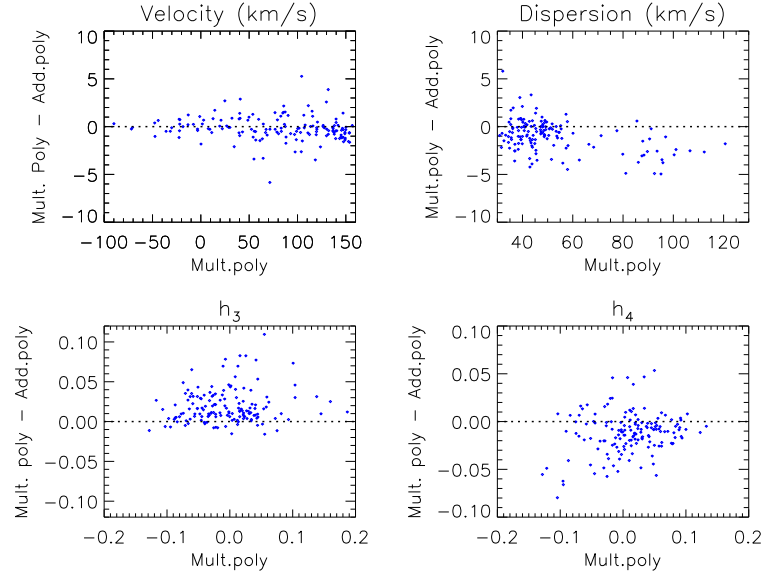 Velocity (km/s)
10
5
0
−5
−10
Mult. Poly − Add.poly
−100 −50 0 50 100 150
Mult.poly
Dispersion (km/s)
10
5
0
−5
−10
Mult.poly − Add.poly
40 60 80 100 120
Mult.poly
h3
0.10
0.05
0.00
−0.05
−0.10
Mult. poly − Add.poly
−0.2 −0.1 0.0 0.1 0.2
Mult.poly
h4
0.10
0.05
0.00
−0.05
−0.10
Mult. poly − Add.poly
−0.2 −0.1 0.0 0.1 0.2
Mult.poly